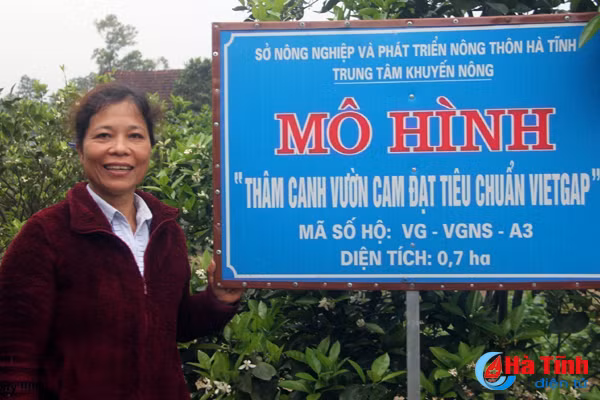 SỞ NÔNG NGHIỆP VÀ PHÁT TRIỂN NÔNG THÔN HÀ TĨNH
TRUNG TÂM KHUYẾN NÔNG
MÔ HÌNH
"THÂM CANH VƯỜN CAM ĐẠT TIÊU CHUẨN VIETGAP"
MÃ SỐ HỘ: VG - VGNS - A3
DIỆN TÍCH: 0,7 ha
Hà Tĩnh
điện tử